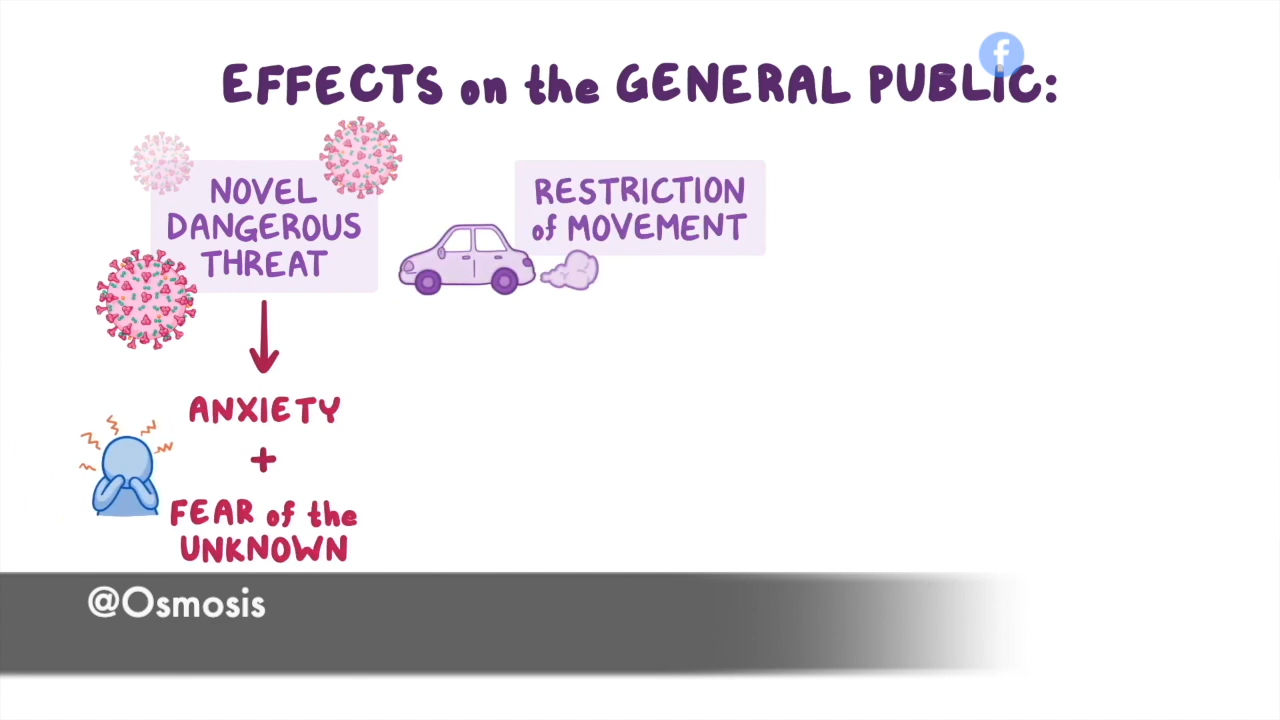 EFFECTS on the GENERAL PUBLIC:
NOVEL
DANGEROUS
THREAT
RESTRICTION
of MOVEMENT
ANXIETY
+
FEAR of the
UNKNOWN
@Osmosis